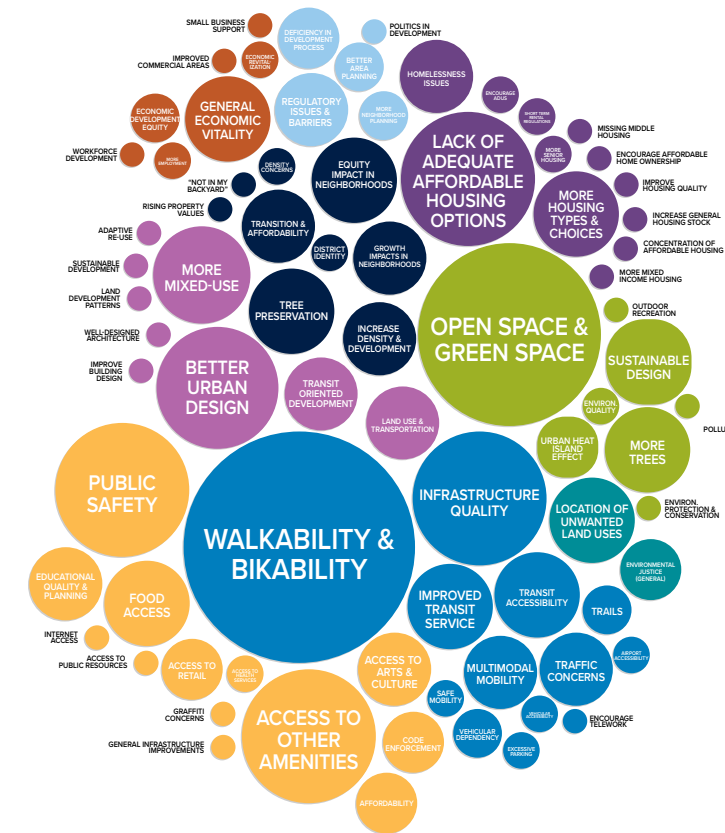 SMALL BUSINESS
SUPPORT
DEFICIENCY IN
DEVELOPMENT
PROCESS
POLITICS IN
DEVELOPMENT
IMPROVED
COMMERCIAL AREAS
ECONOMIC
REVITAL-
IZATION
BETTER
AREA
PLANNING
HOMELESSNESS
ISSUES
ECONOMIC
DEVELOPMENT
EQUITY
GENERAL
ECONOMIC
VITALITY
REGULATORY
ISSUES &
BARRIERS
MORE
NEIGHBORHOOD
PLANNING
ENCOURAGE
ADUS
SHORT TERM
RENTAL
REGULATIONS
MISSING MIDDLE
HOUSING
WORKFORCE
DEVELOPMENT
MORE
EMPLOYMENT
DENSITY
CONCERNS
EQUITY
IMPACT IN
NEIGHBORHOODS
LACK OF
ADEQUATE
AFFORDABLE
HOUSING
OPTIONS
MORE
SENIOR
HOUSING
ENCOURAGE AFFORDABLE
HOME OWNERSHIP
"NOT IN MY
BACKYARD"
IMPROVE
HOUSING QUALITY
RISING PROPERTY
VALUES
TRANSITION &
AFFORDABILITY
MORE
HOUSING
TYPES &
CHOICES
INCREASE GENERAL
HOUSING STOCK
ADAPTIVE
RE-USE
DISTRICT
IDENTITY
GROWTH
IMPACTS IN
NEIGHBORHOODS
CONCENTRATION OF
AFFORDABLE HOUSING
SUSTAINABLE
DEVELOPMENT
MORE
MIXED-USE
MORE MIXED
INCOME HOUSING
LAND
DEVELOPMENT
PATTERNS
TREE
PRESERVATION
OUTDOOR
RECREATION
WELL-DESIGNED
ARCHITECTURE
INCREASE
DENSITY &
DEVELOPMENT
OPEN SPACE &
GREEN SPACE
SUSTAINABLE
DESIGN
IMPROVE
BUILDING
DESIGN
BETTER
URBAN
DESIGN
TRANSIT
ORIENTED
DEVELOPMENT
ENVIRON.
QUALITY
LAND USE &
TRANSPORTATION
POLLU
URBAN HEAT
ISLAND
EFFECT
MORE
TREES
PUBLIC
SAFETY
INFRASTRUCTURE
QUALITY
ENVIRON.
PROTECTION &
CONSERVATION
LOCATION OF
UNWANTED
LAND USES
WALKABILITY &
BIKABILITY
EDUCATIONAL
QUALITY &
PLANNING
ENVIRONMENTAL
JUSTICE
(GENERAL)
FOOD
ACCESS
IMPROVED
TRANSIT
SERVICE
TRANSIT
ACCESSIBILITY
TRAILS
INTERNET
ACCESS
ACCESS TO
PUBLIC RESOURCES
ACCESS TO
RETAIL
ACCESS TO
HEALTH
SERVICES
ACCESS TO
ARTS &
CULTURE
MULTIMODAL
MOBILITY
TRAFFIC
CONCERNS
AIRPORT
ACCESSIBILITY
SAFE
MOBILITY
GRAFFITI
CONCERNS
VEHICULAR
ACCESSIBILITY
ENCOURAGE
TELEWORK
ACCESS TO
OTHER
AMENITIES
VEHICULAR
DEPENDENCY
GENERAL INFRASTRUCTURE
IMPROVEMENTS
CODE
ENFORCEMENT
EXCESSIVE
PARKING
AFFORDABILITY